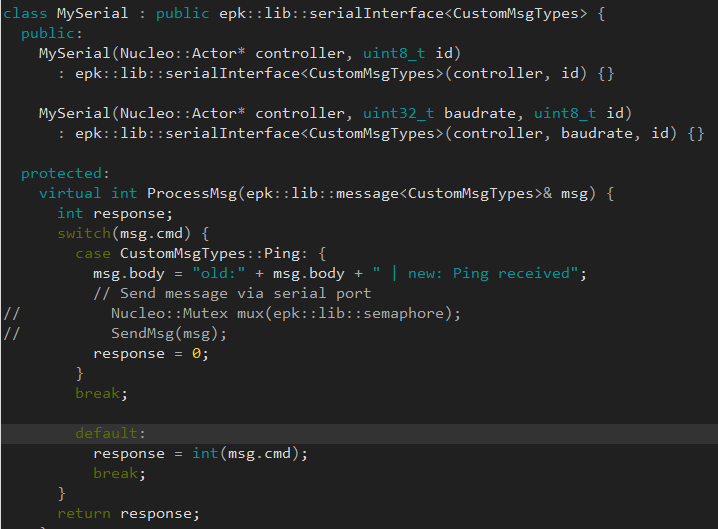 class MySerial : public epk::lib::serialInterface<CustomMsgTypes> {
  public:
    MySerial(Nucleo::Actor* controller, uint8_t id)
      : epk::lib::serialInterface<CustomMsgTypes>(controller, id) {}

    MySerial(Nucleo::Actor* controller, uint32_t baudrate, uint8_t id)
      : epk::lib::serialInterface<CustomMsgTypes>(controller, baudrate, id) {}

  protected:
    virtual int ProcessMsg(epk::lib::message<CustomMsgTypes>& msg) {
      int response;
      switch(msg.cmd) {
        case CustomMsgTypes::Ping: {
          msg.body = "old:" + msg.body + " | new: Ping received";
          // Send message via serial port
//          Nucleo::Mutex mux(epk::lib::semaphore);
//          SendMsg(msg);
          response = 0;
        }
        break;

        default:
          response = int(msg.cmd);
          break;
      }
      return response;